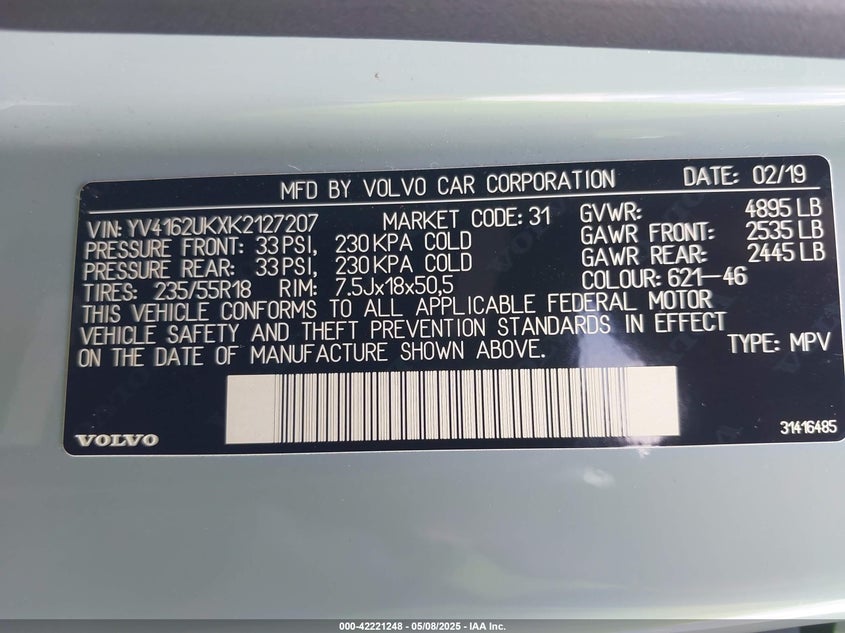 MFD BY VOLVO CAR CORPORATION DATE: 02/19
VIN: YV4162UKXK2127207 MARKET CODE: 31 GVWR: 4895 LB
PRESSURE FRONT: 33 PSI, 230 KPA COLD GAWR FRONT: 2535 LB
PRESSURE REAR: 33 PSI, 230 KPA COLD GAWR REAR: 2445 LB
TIRES: 235/55R18 RIM: 7.5Jx18x50,5 COLOUR: 621-46
THIS VEHICLE CONFORMS TO ALL APPLICABLE FEDERAL MOTOR
VEHICLE SAFETY AND THEFT PREVENTION STANDARDS IN EFFECT
ON THE DATE OF MANUFACTURE SHOWN ABOVE. TYPE: MPV
VOLVO 31416485
000-42221248 - 05/08/2025 - IAA Inc.